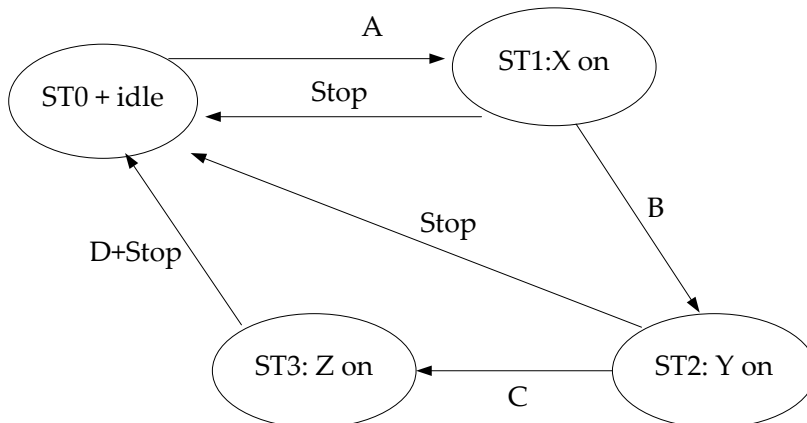 A
ST1:X on
ST0 + idle
Stop
B
Stop
D+Stop
ST3: Z on
ST2: Y on
C